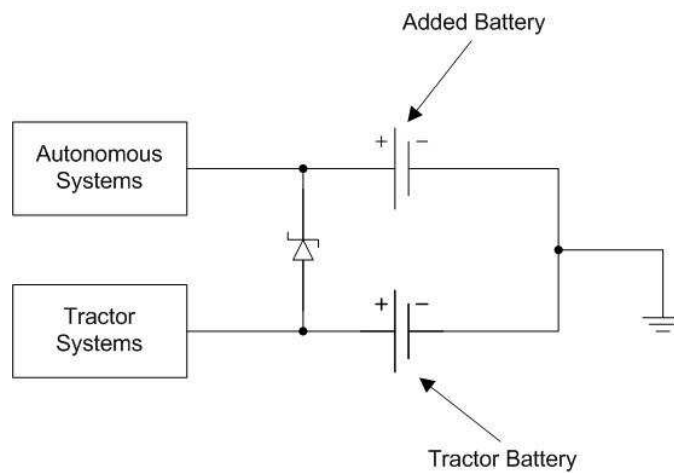 Added Battery
+ −
Autonomous
Systems
Tractor
Systems
+ −
Tractor Battery